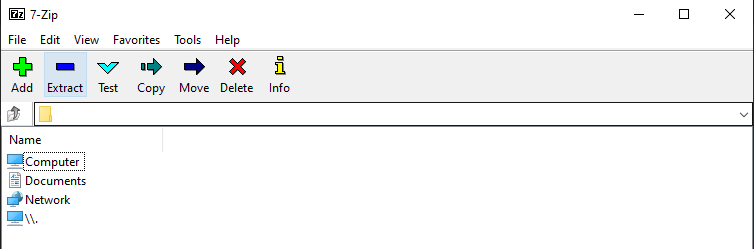 7z 7-Zip
File Edit View Favorites Tools Help
Add Extract Test Copy Move Delete Info
Name
Computer
Documents
Network
\\.